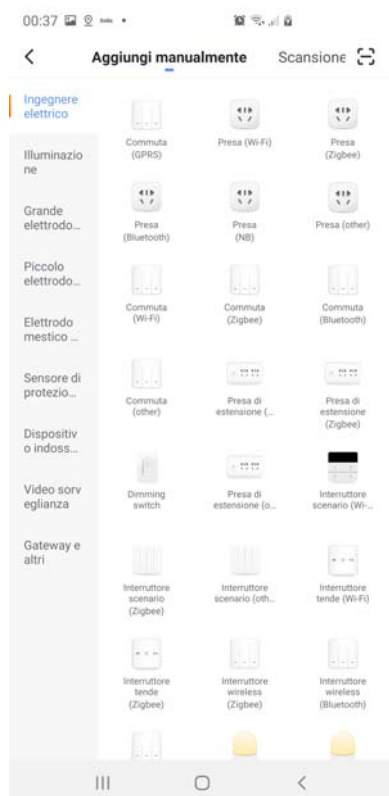 00:37
Aggiungi manualmente
Scansione
Ingegnere
elettrico
Illuminazio
ne
Grande
elettrodo...
Piccolo
elettrodo...
Elettrodo
mestico ...
Sensore di
protezio...
Dispositiv
o indoss...
Video sorv
eglianza
Gateway e
altri
Commuta
(GPRS)
Presa (Wi-Fi)
Presa
(Zigbee)
Presa
(Bluetooth)
Presa
(NB)
Presa (other)
Commuta
(Wi-Fi)
Commuta
(Zigbee)
Commuta
(Bluetooth)
Commuta
(other)
Presa di
estensione (...
Presa di
estensione
(Zigbee)
Dimming
switch
Presa di
estensione (o...
Interruttore
scenario (Wi-...
Interruttore
scenario
(Zigbee)
Interruttore
scenario (oth...
Interruttore
tende (Wi-Fi)
Interruttore
tende
(Zigbee)
Interruttore
wireless
(Zigbee)
Interruttore
wireless
(Bluetooth)